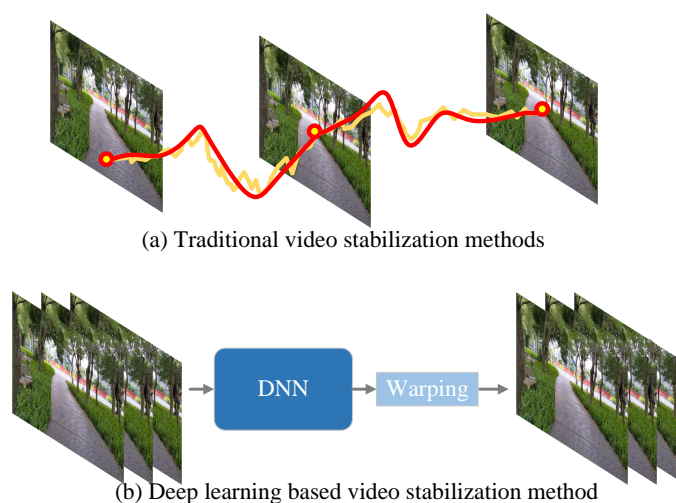 (a) Traditional video stabilization methods
DNN
Warping
(b) Deep learning based video stabilization method